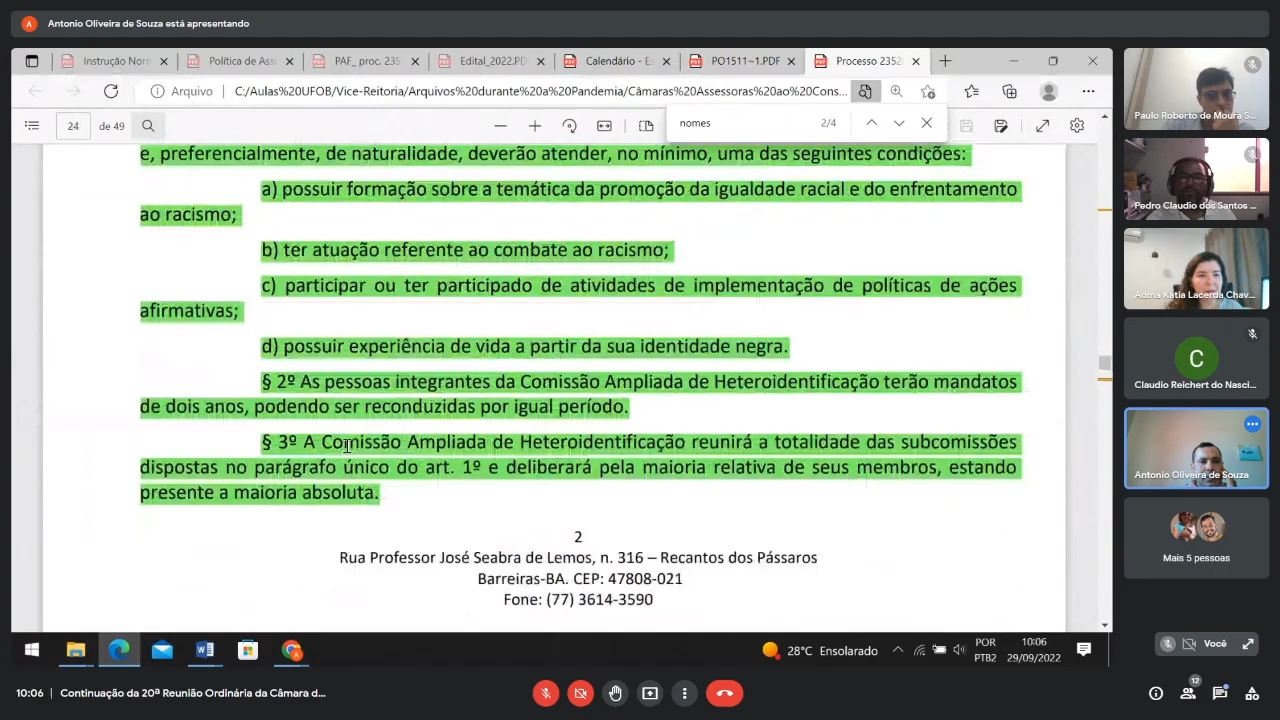 Antonio Oliveira de Souza está apresentando
Instrução Norm
Política de Assi
PAF_ proc. 235
Edital_2022.PD
Calendário - Es
PO1511~1.PDF
Processo 2352
Arquivo
C:/Aulas%20UFOB/Vice-Reitoria/Arquivos%20durante%20a%20Pandemia/Câmaras%20Assessoras%20ao%20Cons...
24 de 49
nomes 2/4
e, preferencialmente, de naturalidade, deverão atender, no mínimo, uma das seguintes condições:
a) possuir formação sobre a temática da promoção da igualdade racial e do enfrentamento
ao racismo;
b) ter atuação referente ao combate ao racismo;
c) participar ou ter participado de atividades de implementação de políticas de ações
afirmativas;
d) possuir experiência de vida a partir da sua identidade negra.
§ 2º As pessoas integrantes da Comissão Ampliada de Heteroidentificação terão mandatos
de dois anos, podendo ser reconduzidas por igual período.
§ 3º A Comissão Ampliada de Heteroidentificação reunirá a totalidade das subcomissões
dispostas no parágrafo único do art. 1º e deliberará pela maioria relativa de seus membros, estando
presente a maioria absoluta.
2
Rua Professor José Seabra de Lemos, n. 316 – Recantos dos Pássaros
Barreiras-BA. CEP: 47808-021
Fone: (77) 3614-3590
Paulo Roberto de Moura S...
Pedro Claudio dos Santos ...
Adma Katia Lacerda Chav...
C
Claudio Reichert do Nasci...
Antonio Oliveira de Souza
Mais 5 pessoas
Você
28°C Ensolarado
POR
PTB2
10:06
29/09/2022
10:06 Continuação da 20ª Reunião Ordinária da Câmara d...
12